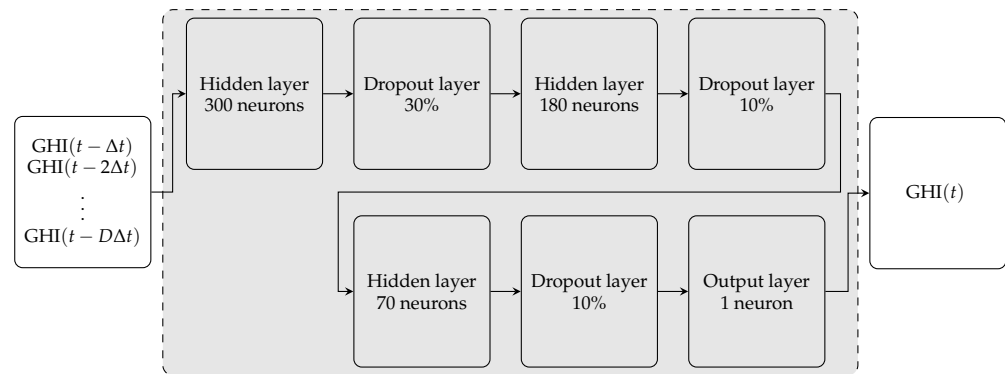 GHI(t − Δt)
GHI(t − 2Δt)
⋮
GHI(t − DΔt)
Hidden layer
300 neurons
Dropout layer
30%
Hidden layer
180 neurons
Dropout layer
10%
Hidden layer
70 neurons
Dropout layer
10%
Output layer
1 neuron
GHI(t)